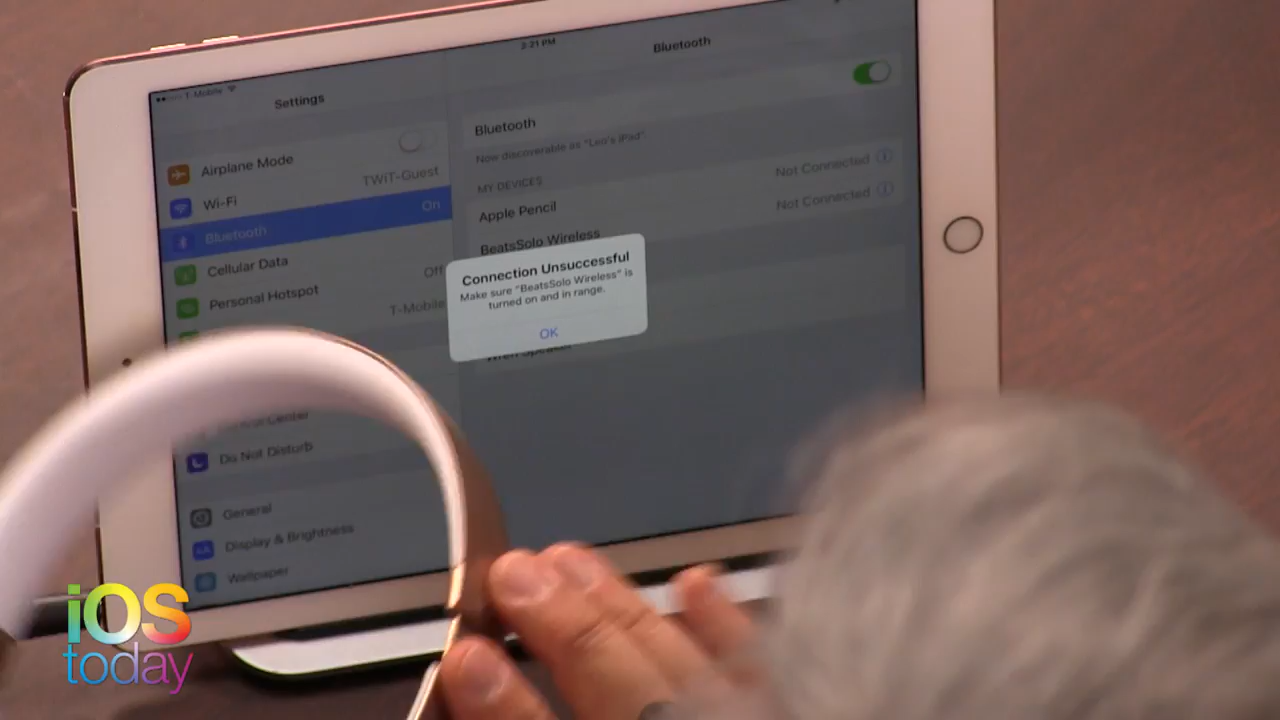 T-Mobile
2:21 PM
Settings
Bluetooth
Airplane Mode
Wi-Fi
TWiT-Guest
Bluetooth
On
Cellular Data
Personal Hotspot
Off
T-Mobile
Do Not Disturb
General
Display & Brightness
Wallpaper
Bluetooth
Now discoverable as "Leo's iPad"
MY DEVICES
Apple Pencil
Not Connected
BeatsSolo Wireless
Not Connected
Connection Unsuccessful
Make sure "BeatsSolo Wireless" is
turned on and in range.
OK
iOS
today